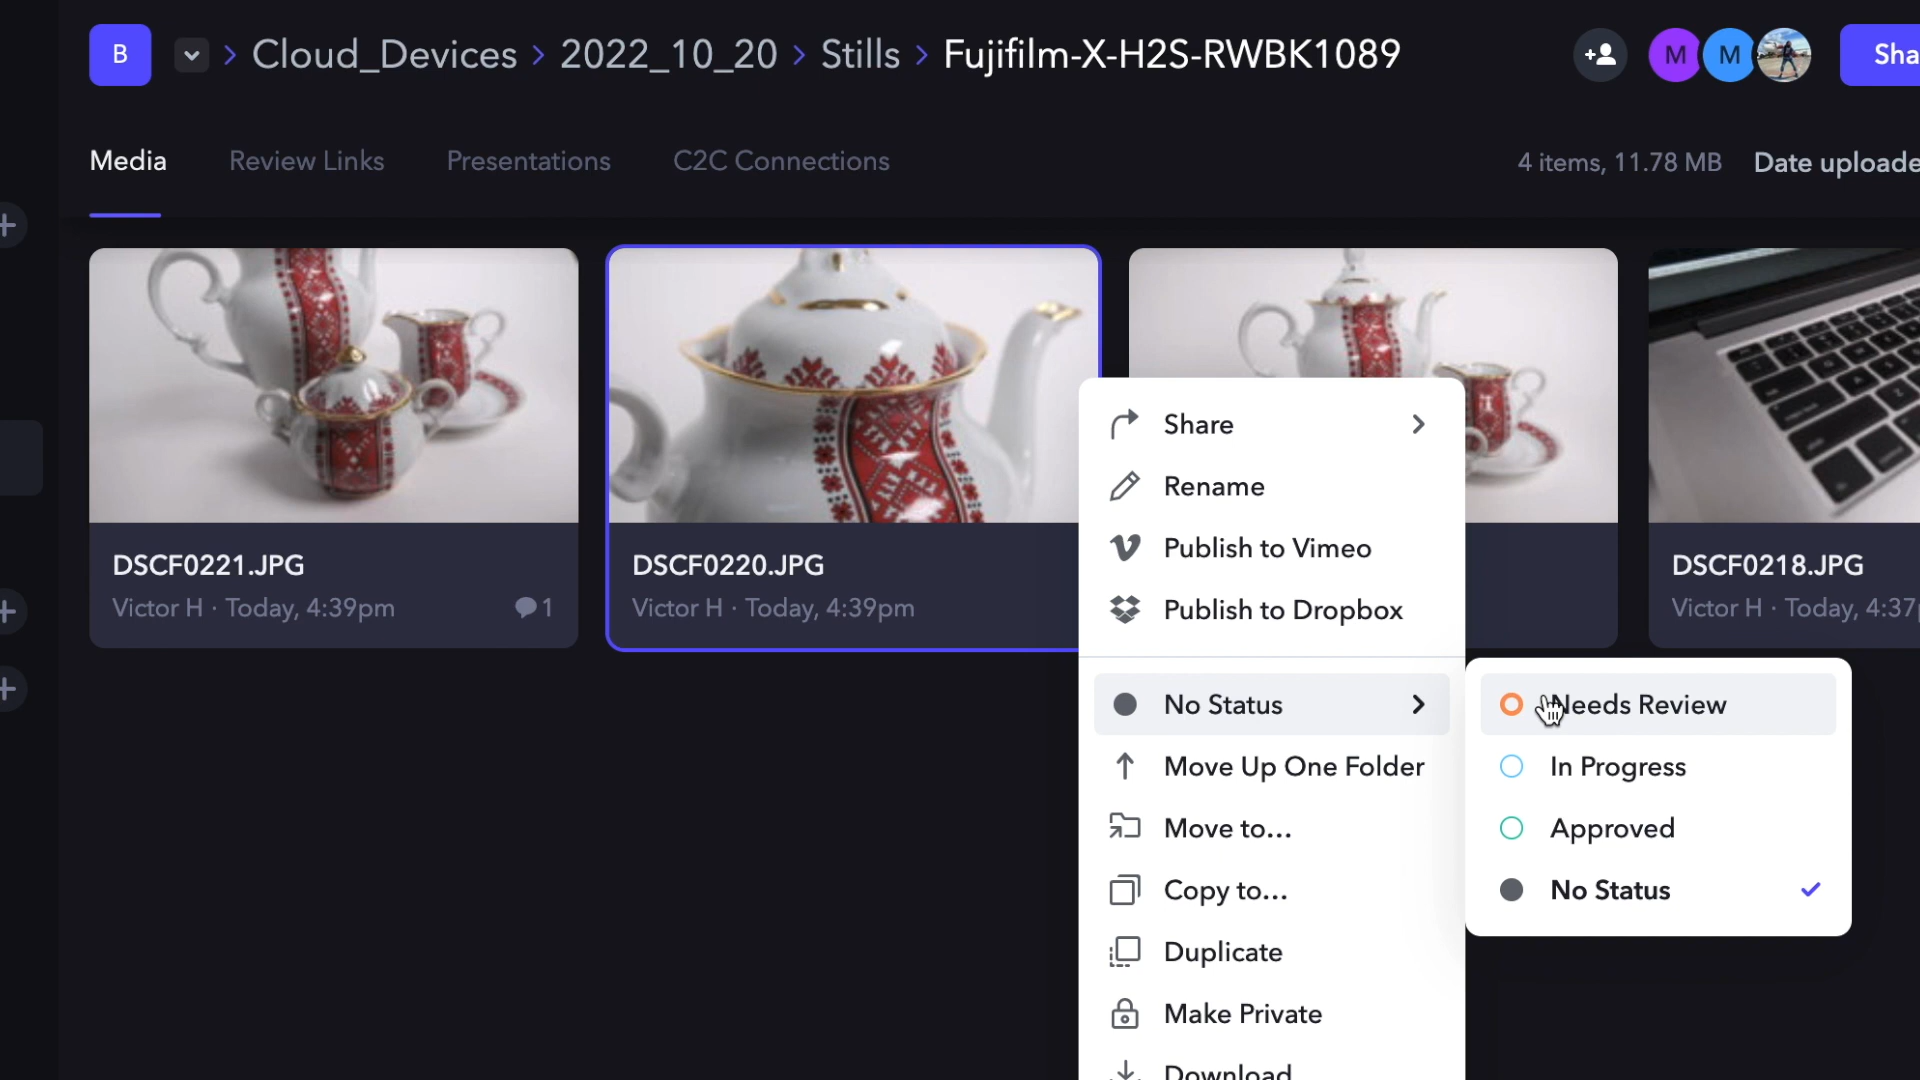 B > Cloud_Devices > 2022_10_20 > Stills > Fujifilm-X-H2S-RWBK1089 M M Sha
Media Review Links Presentations C2C Connections 4 items, 11.78 MB Date uploade
DSCF0221.JPG
Victor H · Today, 4:39pm 1
DSCF0220.JPG
Victor H · Today, 4:39pm
DSCF0218.JPG
Victor H · Today, 4:37p
Share
Rename
Publish to Vimeo
Publish to Dropbox
No Status
Move Up One Folder
Move to...
Copy to...
Duplicate
Make Private
Download
Needs Review
In Progress
Approved
No Status